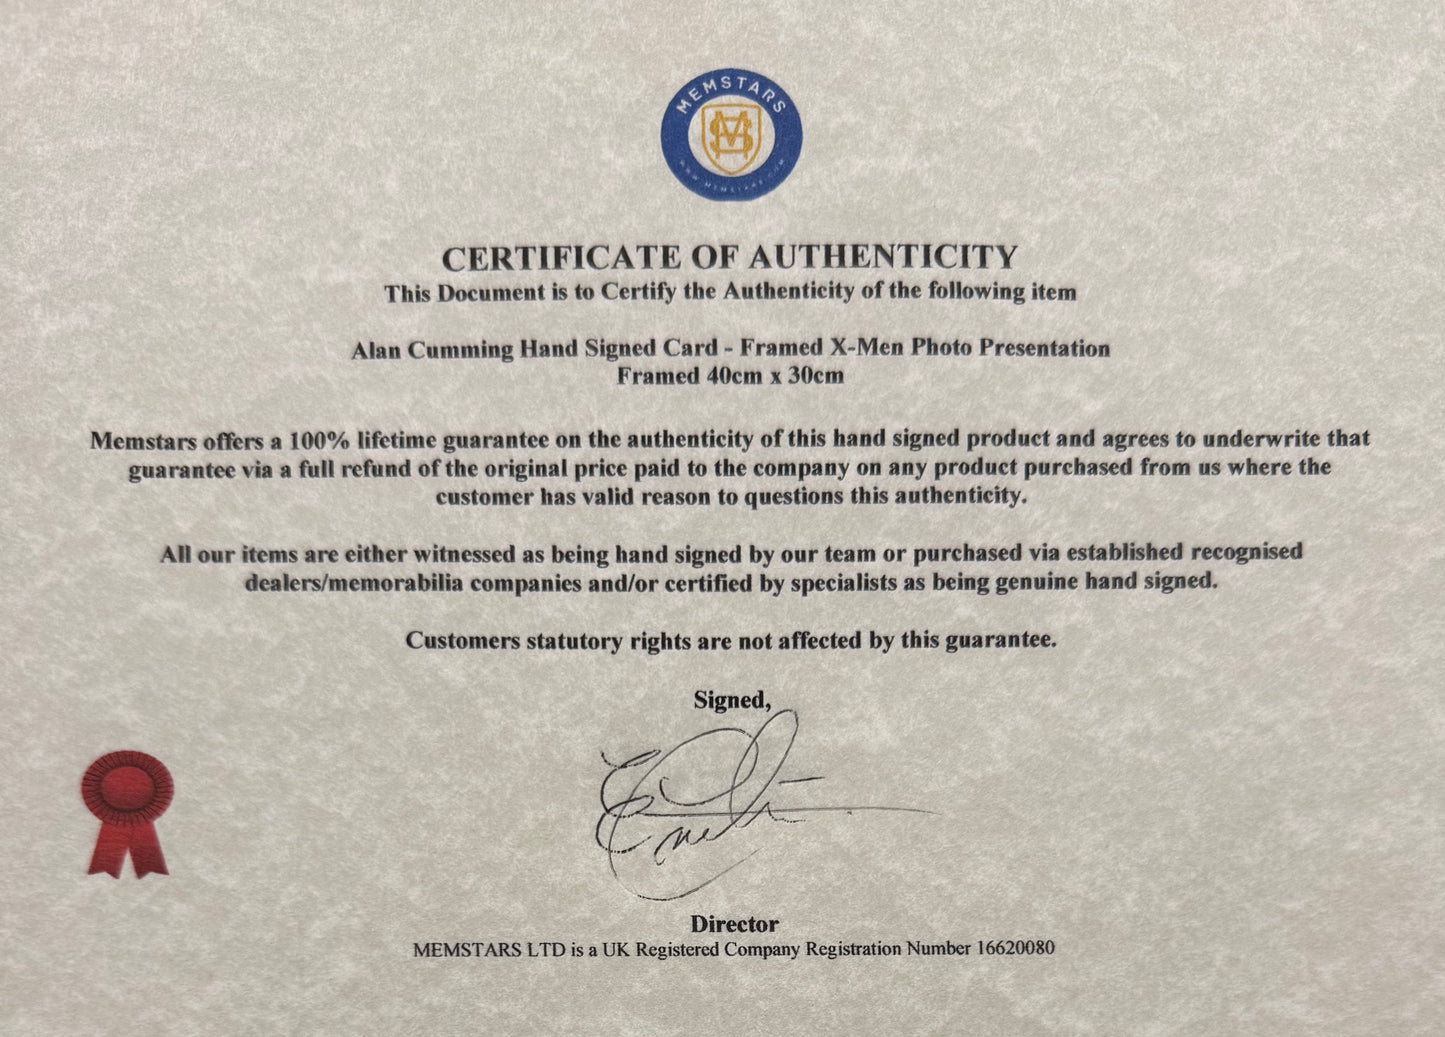 MEMSTARS
WWW.MEMSTARS.COM
CERTIFICATE OF AUTHENTICITY
This Document is to Certify the Authenticity of the following item
Alan Cumming Hand Signed Card - Framed X-Men Photo Presentation
Framed 40cm x 30cm
Memstars offers a 100% lifetime guarantee on the authenticity of this hand signed product and agrees to underwrite that
guarantee via a full refund of the original price paid to the company on any product purchased from us where the
customer has valid reason to questions this authenticity.
All our items are either witnessed as being hand signed by our team or purchased via established recognised
dealers/memorabilia companies and/or certified by specialists as being genuine hand signed.
Customers statutory rights are not affected by this guarantee.
Signed,
Director
MEMSTARS LTD is a UK Registered Company Registration Number 16620080